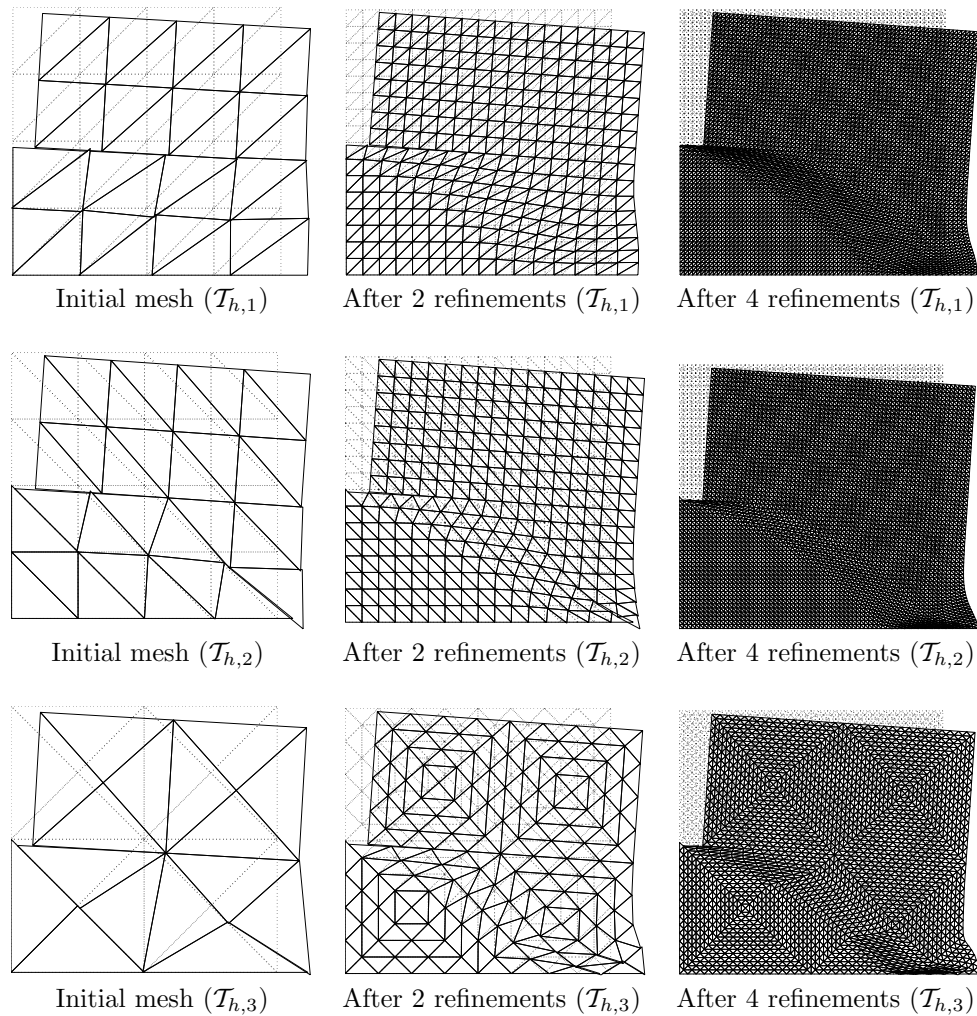 Initial mesh (𝒯h,1) After 2 refinements (𝒯h,1) After 4 refinements (𝒯h,1)
Initial mesh (𝒯h,2) After 2 refinements (𝒯h,2) After 4 refinements (𝒯h,2)
Initial mesh (𝒯h,3) After 2 refinements (𝒯h,3) After 4 refinements (𝒯h,3)